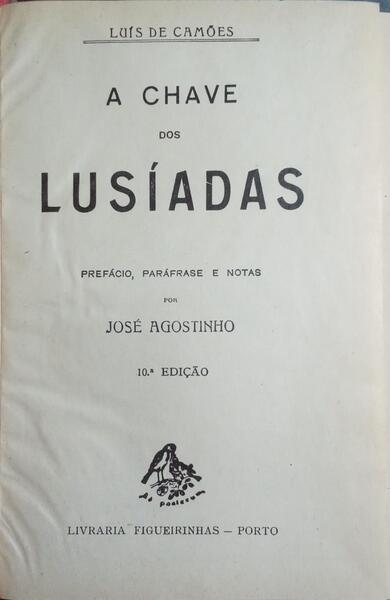 LUÍS DE CAMÕES
A CHAVE
DOS
LUSÍADAS
PREFÁCIO, PARÁFRASE E NOTAS
POR
JOSÉ AGOSTINHO
10.ª EDIÇÃO
LIVRARIA FIGUEIRINHAS — PORTO